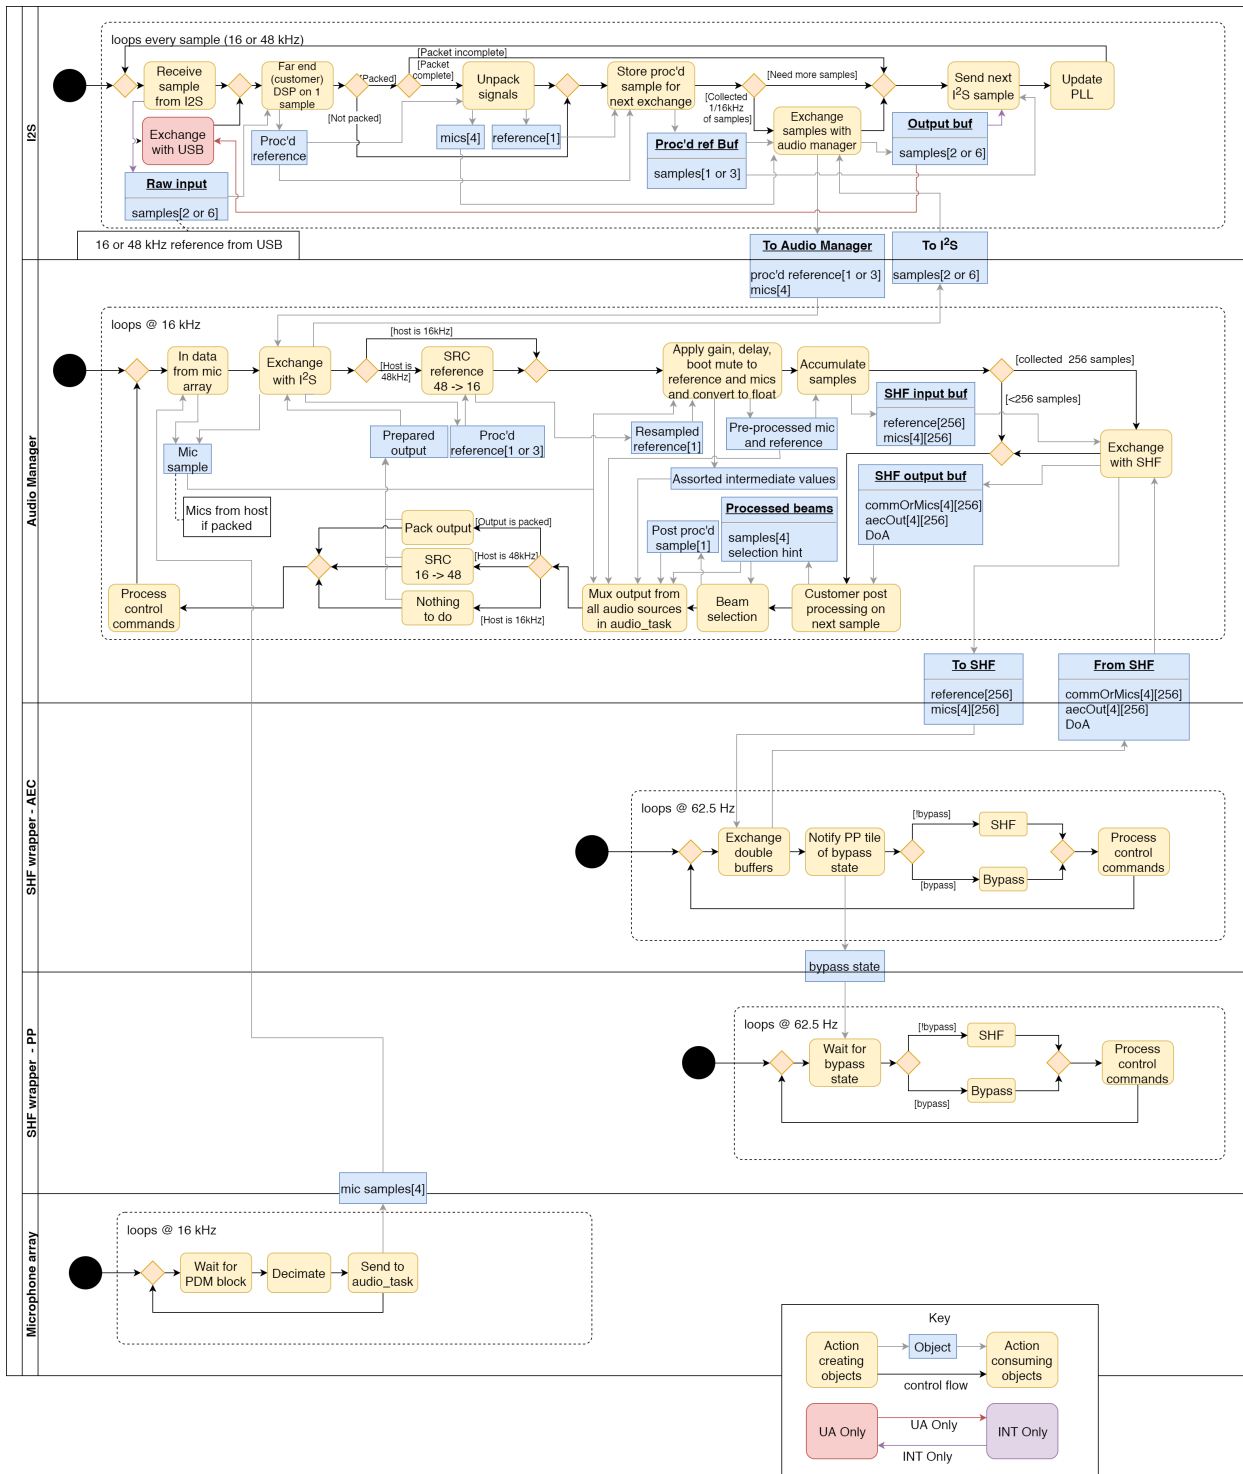 I2S
loops every sample (16 or 48 kHz)
Receive
sample
from I2S
Far end
(customer)
DSP on 1
sample
[Packed]
[Not packed]
[Packet incomplete]
[Packet
complete]
Unpack
signals
Store proc'd
sample for
next exchange
[Need more samples]
[Collected
1/16kHz
of samples]
Exchange
samples with
audio manager
Send next
I²S sample
Update
PLL
Exchange
with USB
Proc'd
reference
mics[4]
reference[1]
Proc'd ref Buf
samples[1 or 3]
Output buf
samples[2 or 6]
Raw input
samples[2 or 6]
16 or 48 kHz reference from USB
To Audio Manager
proc'd reference[1 or 3]
mics[4]
To I²S
samples[2 or 6]
Audio Manager
loops @ 16 kHz
In data
from mic
array
Exchange
with I²S
[host is 16kHz]
[Host is
48kHz]
SRC
reference
48 -> 16
Apply gain, delay,
boot mute to
reference and mics
and convert to float
Accumulate
samples
[collected 256 samples]
[<256 samples]
SHF input buf
reference[256]
mics[4][256]
Exchange
with SHF
Mic
sample
Prepared
output
Proc'd
reference[1 or 3]
Resampled
reference[1]
Pre-processed mic
and reference
Assorted intermediate values
SHF output buf
commOrMics[4][256]
aecOut[4][256]
DoA
Mics from host
if packed
Processed beams
samples[4]
selection hint
Post proc'd
sample[1]
Pack output
[Output is packed]
SRC
16 -> 48
[Host is 48kHz]
Nothing
to do
[Host is 16kHz]
Process
control
commands
Mux output from
all audio sources
in audio_task
Beam
selection
Customer post
processing on
next sample
To SHF
reference[256]
mics[4][256]
From SHF
commOrMics[4][256]
aecOut[4][256]
DoA
SHF wrapper - AEC
loops @ 62.5 Hz
Exchange
double
buffers
Notify PP tile
of bypass
state
[!bypass]
SHF
[bypass]
Bypass
Process
control
commands
bypass state
SHF wrapper - PP
loops @ 62.5 Hz
Wait for
bypass
state
[!bypass]
SHF
[bypass]
Bypass
Process
control
commands
mic samples[4]
Microphone array
loops @ 16 kHz
Wait for
PDM block
Decimate
Send to
audio_task
Key
Action
creating
objects
Object
Action
consuming
objects
control flow
UA Only
UA Only
INT Only
INT Only